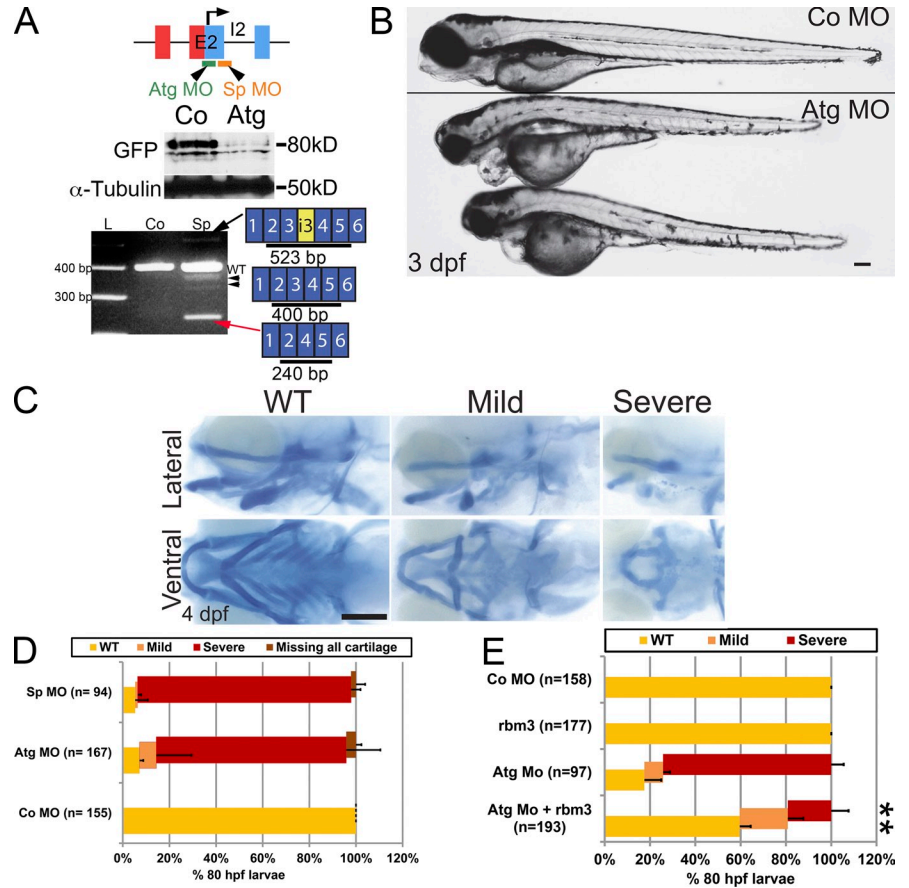 A
E2
I2
Atg MO
Sp MO
Co Atg
GFP
80kD
α-Tubulin
50kD
L Co Sp
400 bp
300 bp
WT
1 2 3 i3 4 5 6
523 bp
1 2 3 4 5 6
400 bp
1 2 4 5 6
240 bp
B
Co MO
Atg MO
3 dpf
C
WT Mild Severe
Lateral
Ventral
4 dpf
D
WT Mild Severe Missing all cartilage
Sp MO (n= 94)
Atg MO (n= 167)
Co MO (n= 155)
0% 20% 40% 60% 80% 100% 120%
% 80 hpf larvae
E
WT Mild Severe
Co MO (n=158)
rbm3 (n=177)
Atg Mo (n=97)
Atg Mo + rbm3
(n=193)
**
0% 20% 40% 60% 80% 100% 120%
% 80 hpf larvae